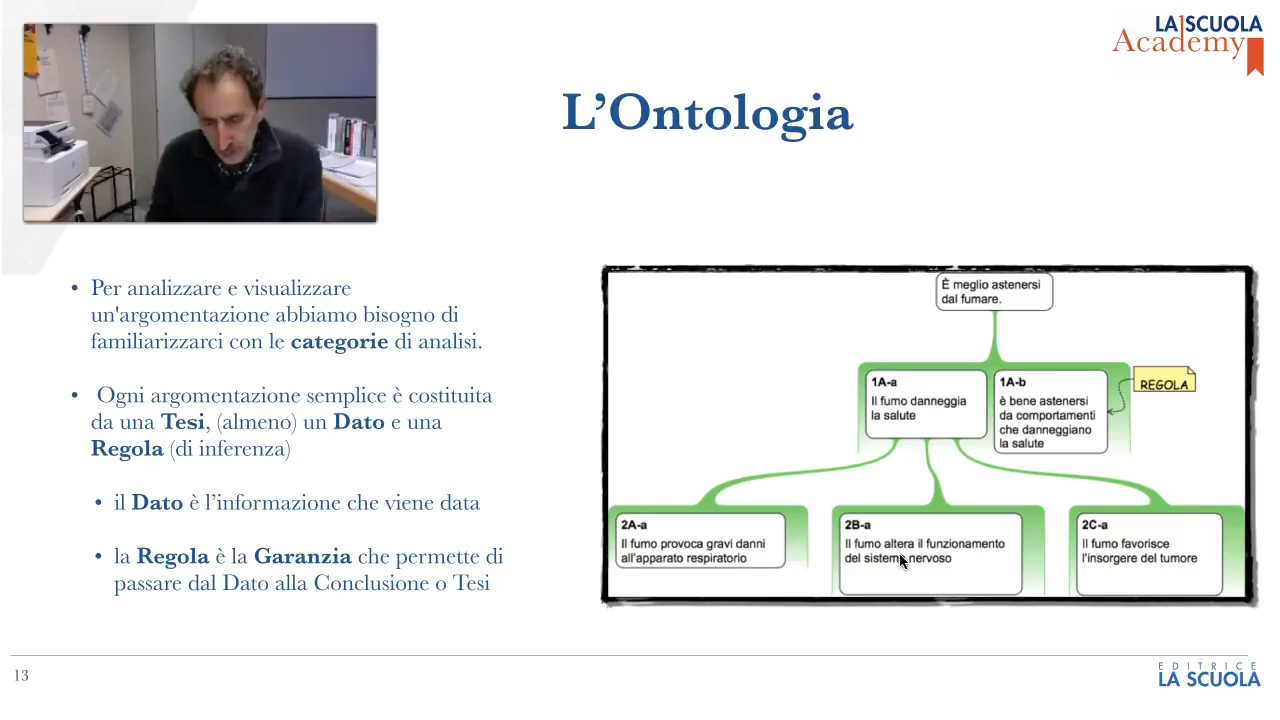 LA SCUOLA
Academy
L’Ontologia
• Per analizzare e visualizzare
un'argomentazione abbiamo bisogno di
familiarizzarci con le categorie di analisi.
• Ogni argomentazione semplice è costituita
da una Tesi, (almeno) un Dato e una
Regola (di inferenza)
• il Dato è l’informazione che viene data
• la Regola è la Garanzia che permette di
passare dal Dato alla Conclusione o Tesi
È meglio astenersi
dal fumare.
1A-a
Il fumo danneggia
la salute
1A-b
è bene astenersi
da comportamenti
che danneggiano
la salute
REGOLA
2A-a
Il fumo provoca gravi danni
all'apparato respiratorio
2B-a
Il fumo altera il funzionamento
del sistema nervoso
2C-a
Il fumo favorisce
l'insorgere del tumore
13
EDITRICE
LA SCUOLA